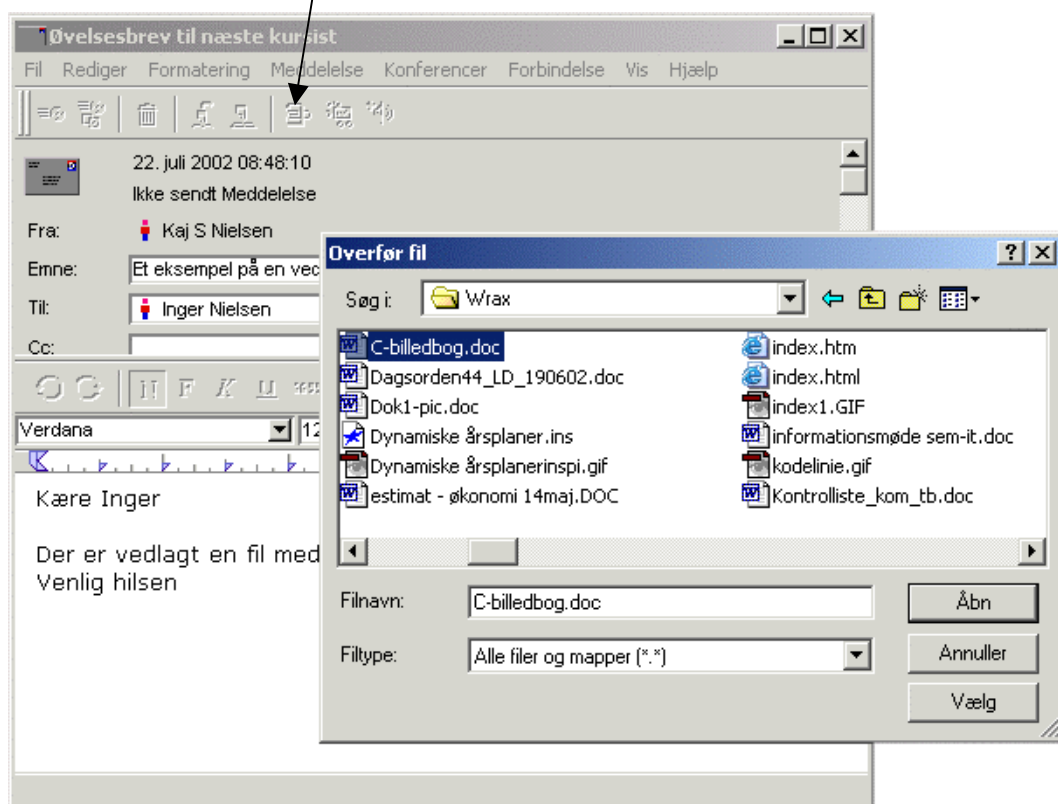 Øvelsesbrev til næste kursist
Fil Rediger Formatering Meddelelse Konferencer Forbindelse Vis Hjælp
22. juli 2002 08:48:10
Ikke sendt Meddelelse
Fra: Kaj S Nielsen
Emne: Et eksempel på en vec
Til: Inger Nielsen
Cc:
H F K U
Verdana 12
Kære Inger
Der er vedlagt en fil med
Venlig hilsen
Overfør fil
Søg i: Wrax
C-billedbog.doc
Dagsorden44_LD_190602.doc
Dok1-pic.doc
Dynamiske årsplaner.ins
Dynamiske årsplanerinspi.gif
estimat - økonomi 14maj.DOC
index.htm
index.html
index1.GIF
informationsmøde sem-it.doc
kodelinie.gif
Kontrolliste_kom_tb.doc
Filnavn: C-billedbog.doc Åbn
Filtype: Alle filer og mapper (*.*) Annuller
Vælg